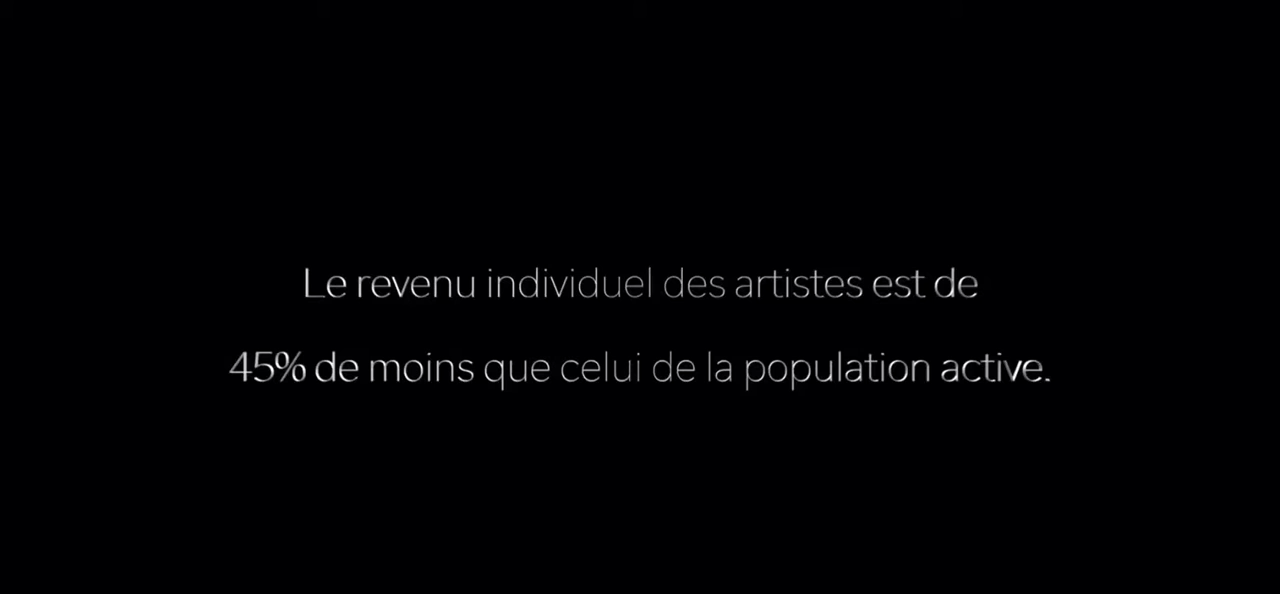 Le revenu individuel des artistes est de
45% de moins que celui de la population active.